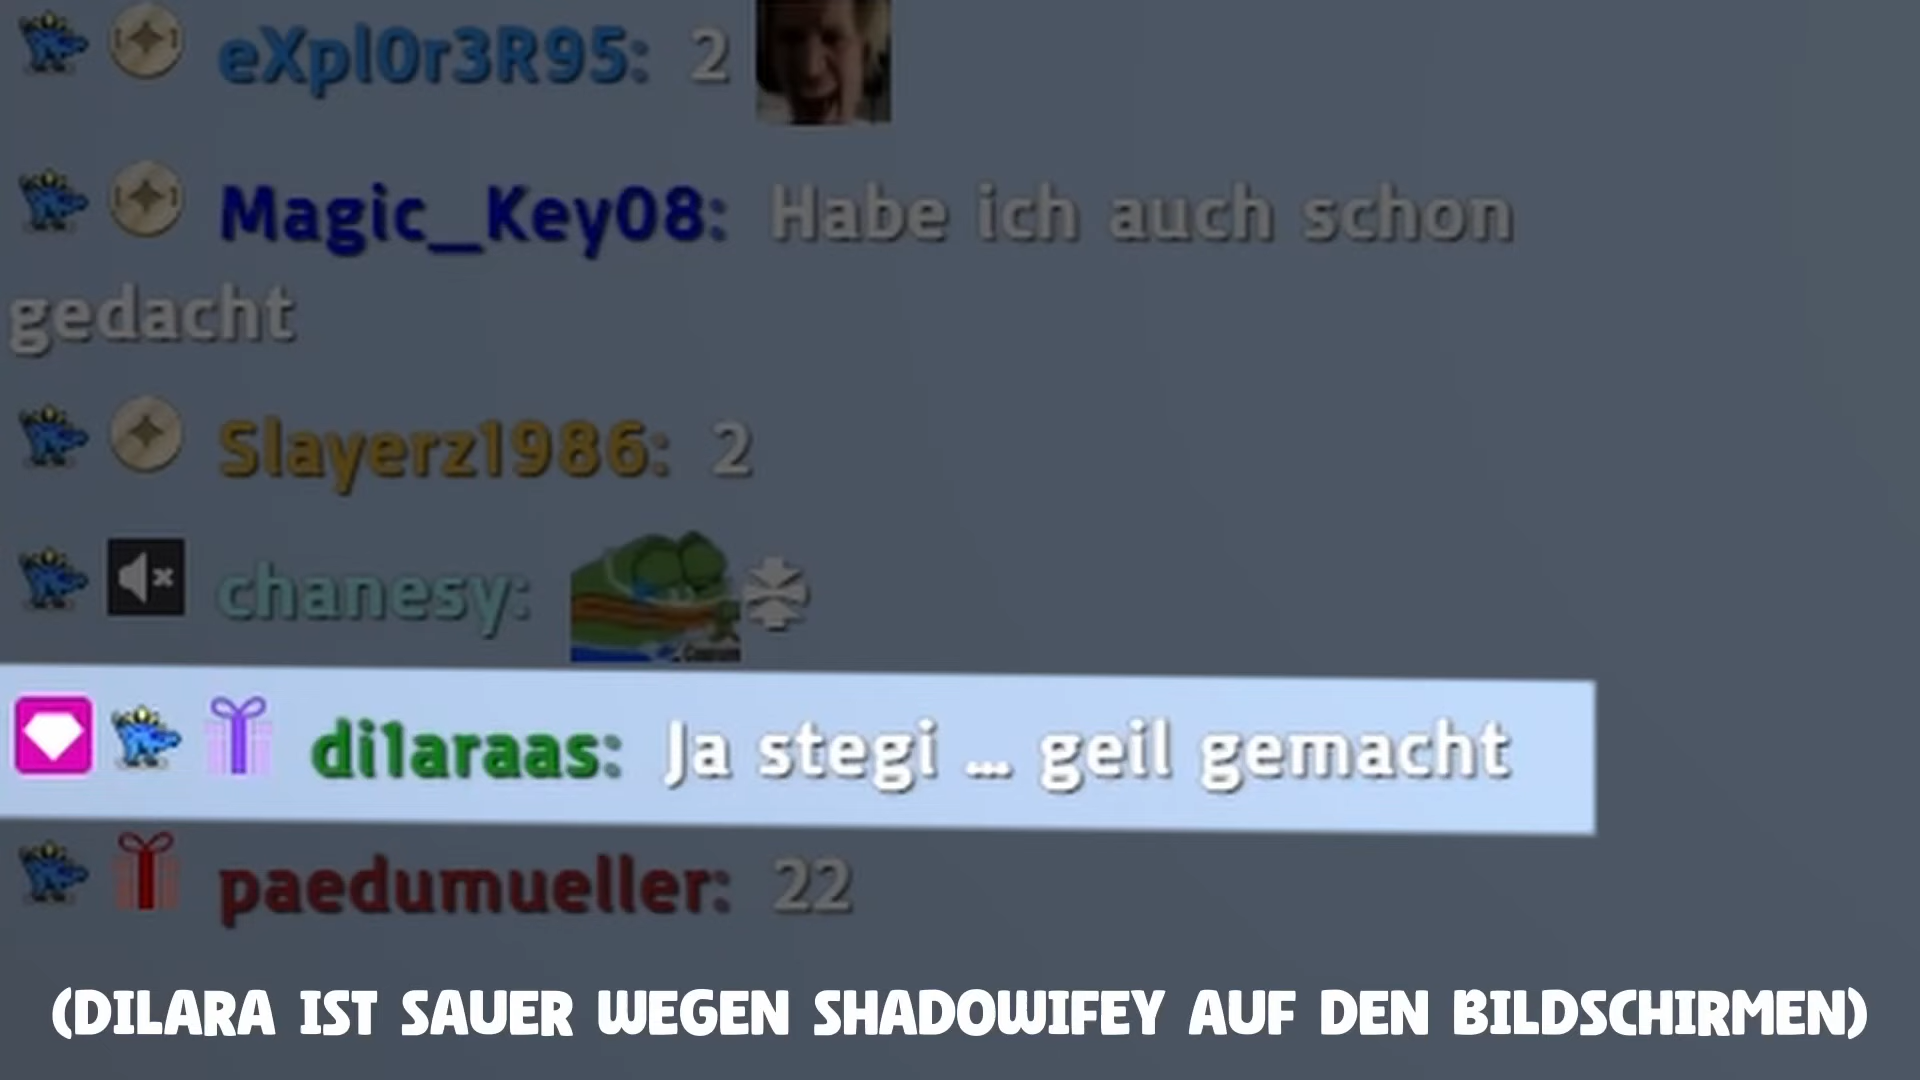 eXpl0r3R95: 2
Magic_Key08: Habe ich auch schon
gedacht
Slayerz1986: 2
chanesy:
di1araas: Ja stegi ... geil gemacht
paedumueller: 22
(DILARA IST SAUER WEGEN SHADOWIFEY AUF DEN BILDSCHIRMEN)